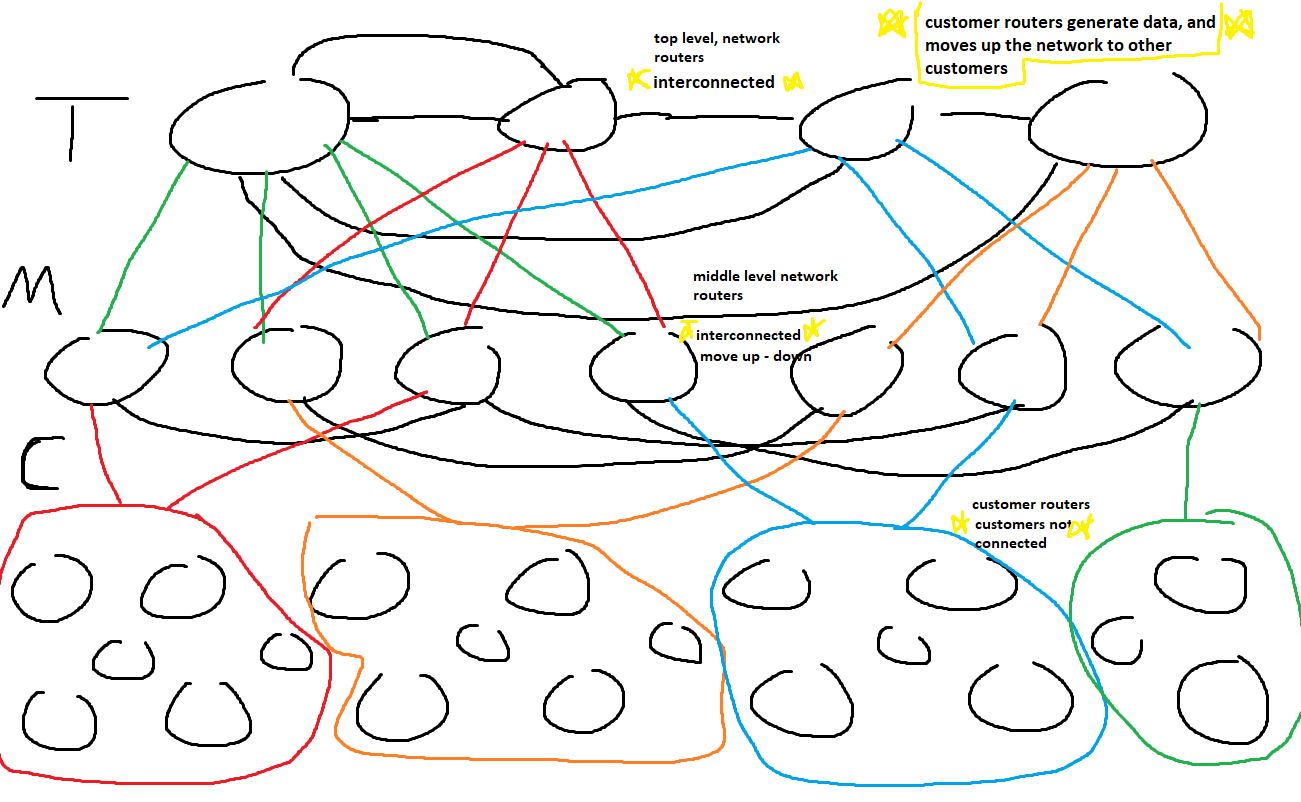 top level, network
routers
interconnected
customer routers generate data, and
moves up the network to other
customers
T
middle level network
routers
M
interconnected
move up - down
C
customer routers
customers not
connected